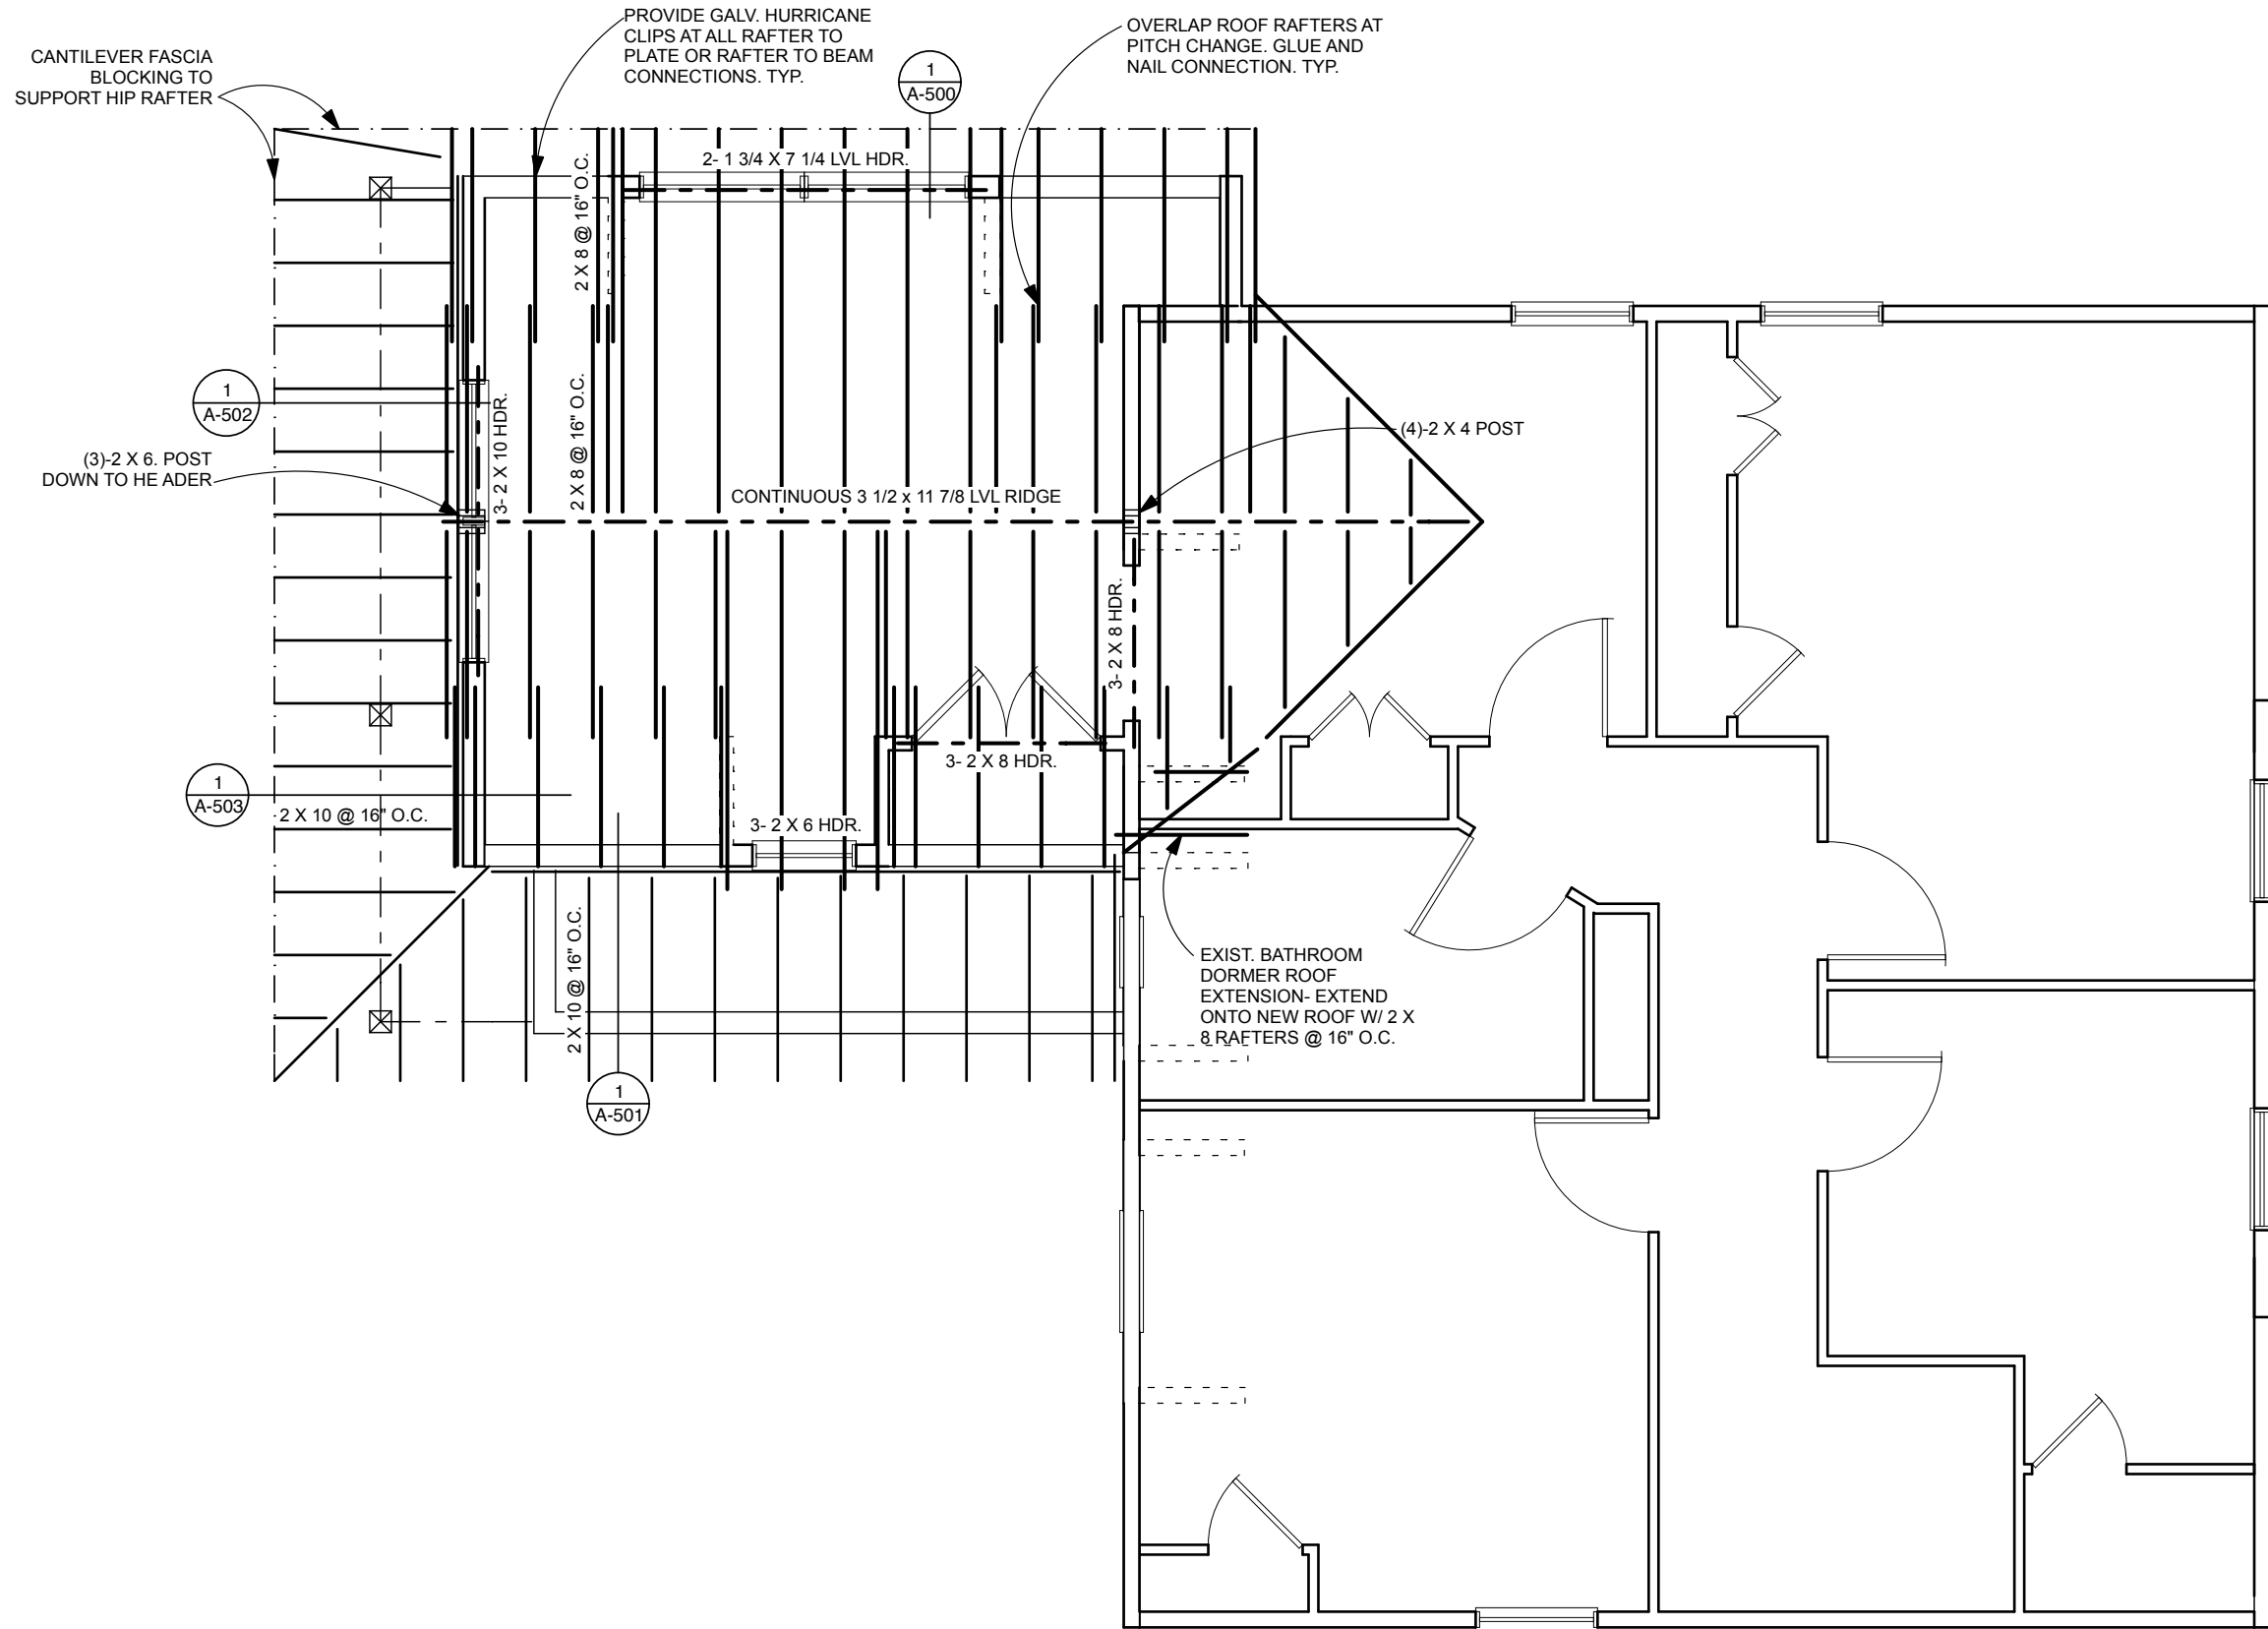 PROVIDE GALV. HURRICANE
CLIPS AT ALL RAFTER TO
PLATE OR RAFTER TO BEAM
CONNECTIONS. TYP.
OVERLAP ROOF RAFTERS AT
PITCH CHANGE. GLUE AND
NAIL CONNECTION. TYP.
CANTILEVER FASCIA
BLOCKING TO
SUPPORT HIP RAFTER
1
A-500
2- 1 3/4 X 7 1/4 LVL HDR.
2 X 8 @ 16" O.C.
1
A-502
3- 2 X 10 HDR.
2 X 8 @ 16" O.C.
(4)-2 X 4 POST
(3)-2 X 6. POST
DOWN TO HE ADER
CONTINUOUS 3 1/2 x 11 7/8 LVL RIDGE
3- 2 X 8 HDR.
3- 2 X 8 HDR.
1
A-503
2 X 10 @ 16" O.C.
3- 2 X 6 HDR.
2 X 10 @ 16" O.C.
EXIST. BATHROOM
DORMER ROOF
EXTENSION- EXTEND
ONTO NEW ROOF W/ 2 X
8 RAFTERS @ 16" O.C.
1
A-501